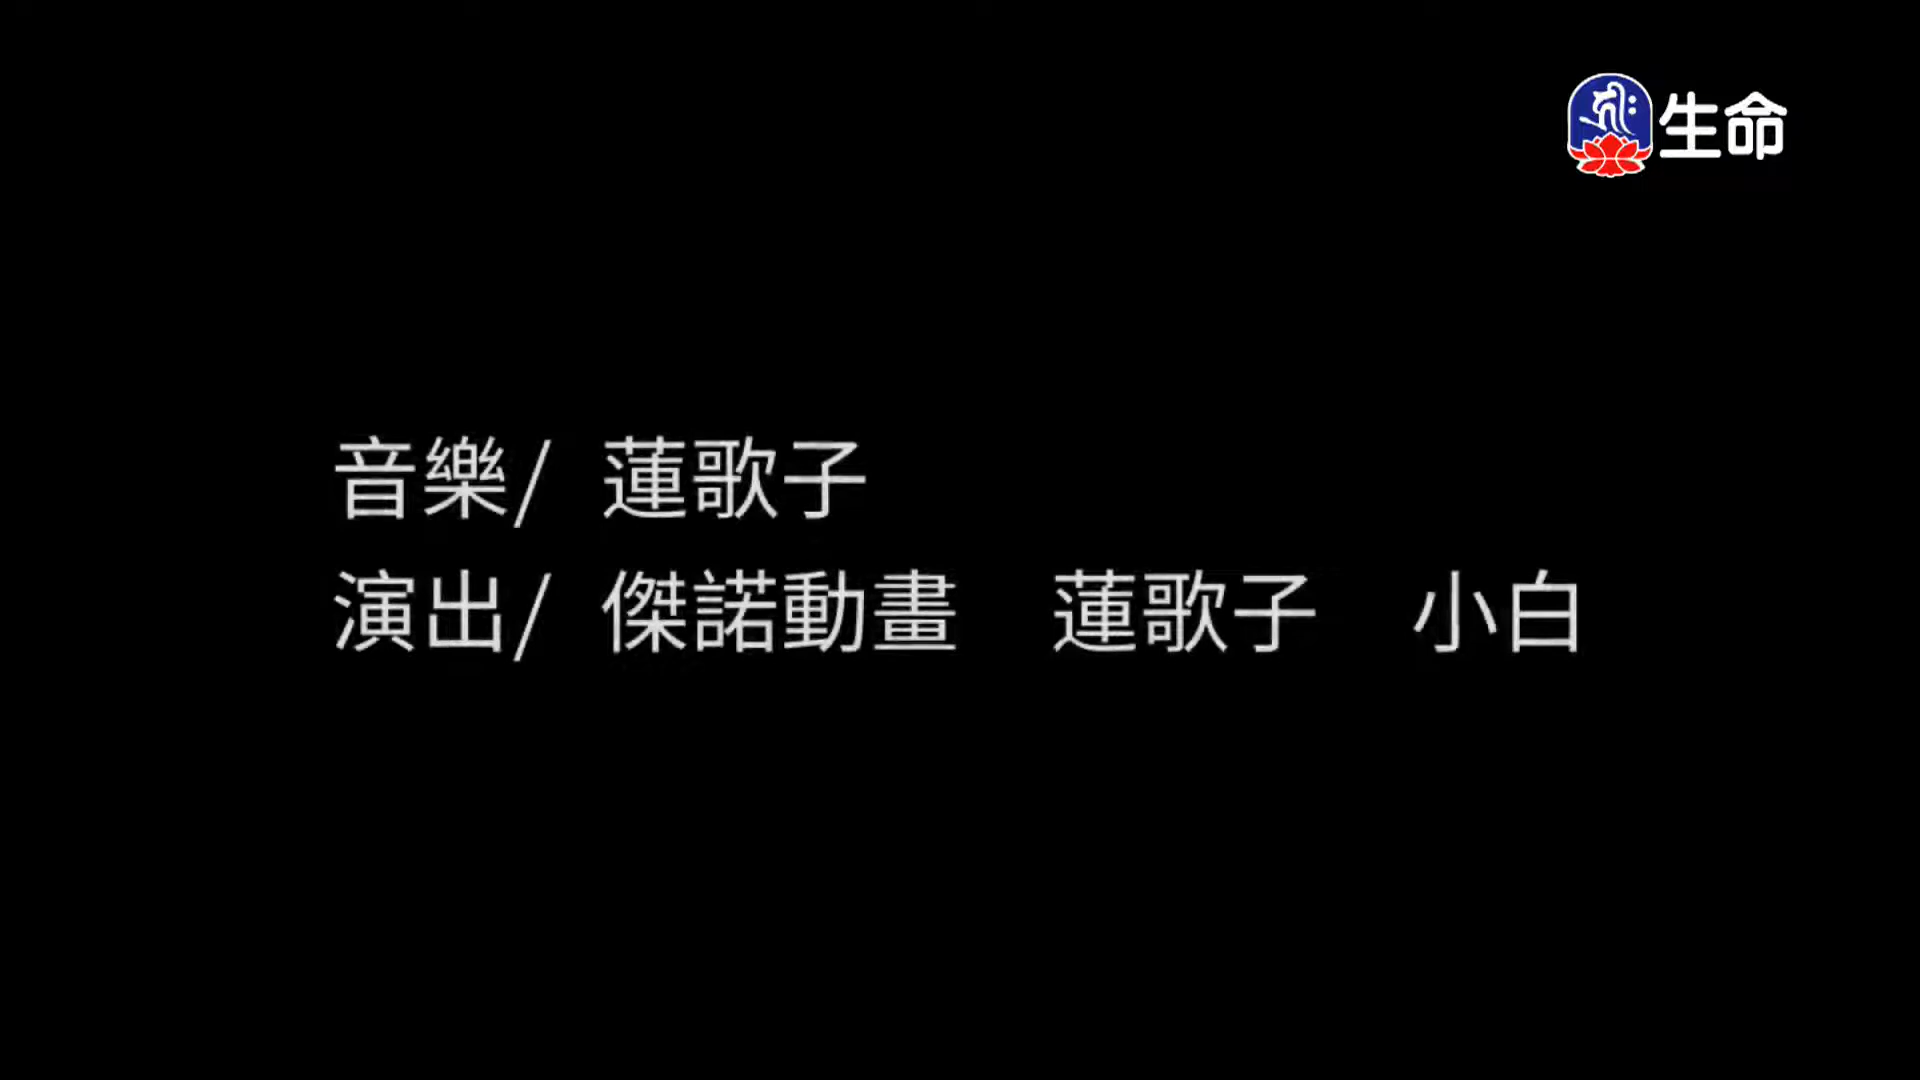 生命
音樂/ 蓮歌子
演出/ 傑諾動畫　蓮歌子　小白